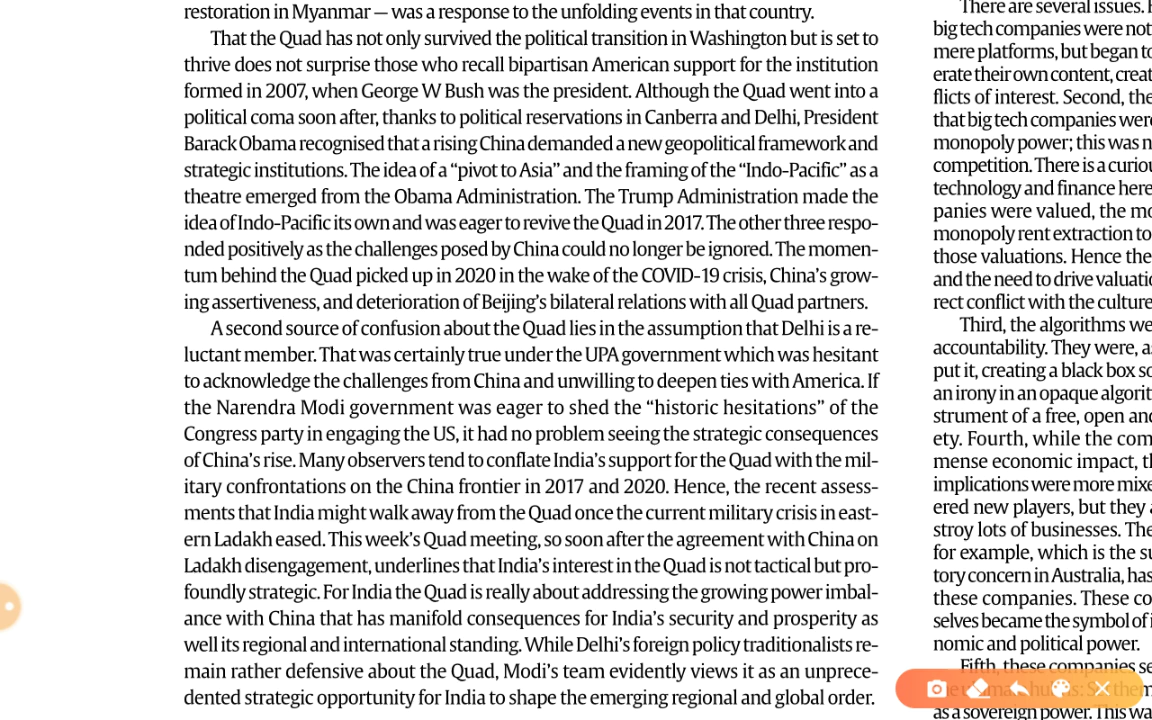 restoration in Myanmar — was a response to the unfolding events in that country.
That the Quad has not only survived the political transition in Washington but is set to
thrive does not surprise those who recall bipartisan American support for the institution
formed in 2007, when George W Bush was the president. Although the Quad went into a
political coma soon after, thanks to political reservations in Canberra and Delhi, President
Barack Obama recognised that a rising China demanded a new geopolitical framework and
strategic institutions. The idea of a “pivot to Asia” and the framing of the “Indo-Pacific” as a
theatre emerged from the Obama Administration. The Trump Administration made the
idea of Indo-Pacific its own and was eager to revive the Quad in 2017. The other three respo-
nded positively as the challenges posed by China could no longer be ignored. The momen-
tum behind the Quad picked up in 2020 in the wake of the COVID-19 crisis, China’s grow-
ing assertiveness, and deterioration of Beijing’s bilateral relations with all Quad partners.
A second source of confusion about the Quad lies in the assumption that Delhi is a re-
luctant member. That was certainly true under the UPA government which was hesitant
to acknowledge the challenges from China and unwilling to deepen ties with America. If
the Narendra Modi government was eager to shed the “historic hesitations” of the
Congress party in engaging the US, it had no problem seeing the strategic consequences
of China’s rise. Many observers tend to conflate India’s support for the Quad with the mil-
itary confrontations on the China frontier in 2017 and 2020. Hence, the recent assess-
ments that India might walk away from the Quad once the current military crisis in east-
ern Ladakh eased. This week’s Quad meeting, so soon after the agreement with China on
Ladakh disengagement, underlines that India’s interest in the Quad is not tactical but pro-
foundly strategic. For India the Quad is really about addressing the growing power imbal-
ance with China that has manifold consequences for India’s security and prosperity as
well its regional and international standing. While Delhi’s foreign policy traditionalists re-
main rather defensive about the Quad, Modi’s team evidently views it as an unprece-
dented strategic opportunity for India to shape the emerging regional and global order.
There are several issues.
big tech companies were not
mere platforms, but began to
erate their own content, creat
flicts of interest. Second, the
that big tech companies were
monopoly power; this was n
competition. There is a curiou
technology and finance here
panies were valued, the mo
monopoly rent extraction to
those valuations. Hence the
and the need to drive valuatio
rect conflict with the culture
Third, the algorithms we
accountability. They were, as
put it, creating a black box so
an irony in an opaque algorit
strument of a free, open and
ety. Fourth, while the com
mense economic impact, th
implications were more mixe
ered new players, but they a
stroy lots of businesses. The
for example, which is the su
tory concern in Australia, has
these companies. These co
selves became the symbol of i
nomic and political power.
Fifth, these companies se
as a sovereign power. This wa